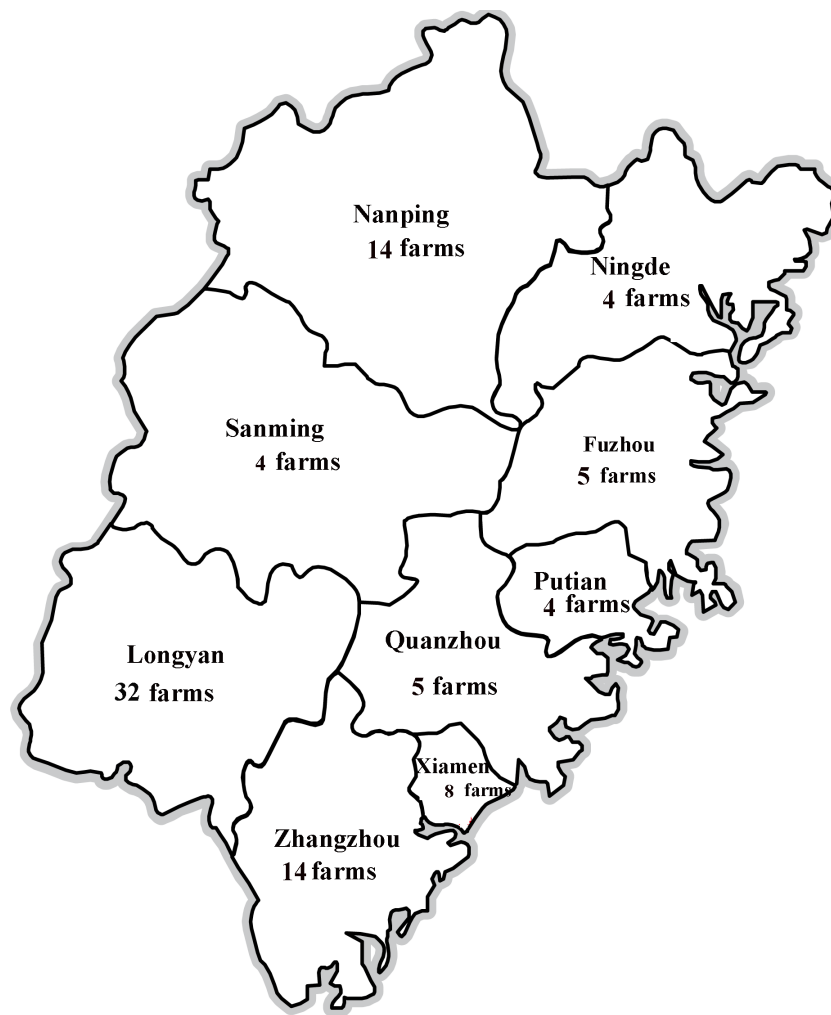 Nanping
14 farms
Ningde
4 farms
Sanming
4 farms
Fuzhou
5 farms
Putian
4 farms
Quanzhou
5 farms
Longyan
32 farms
Xiamen
8 farms
Zhangzhou
14 farms